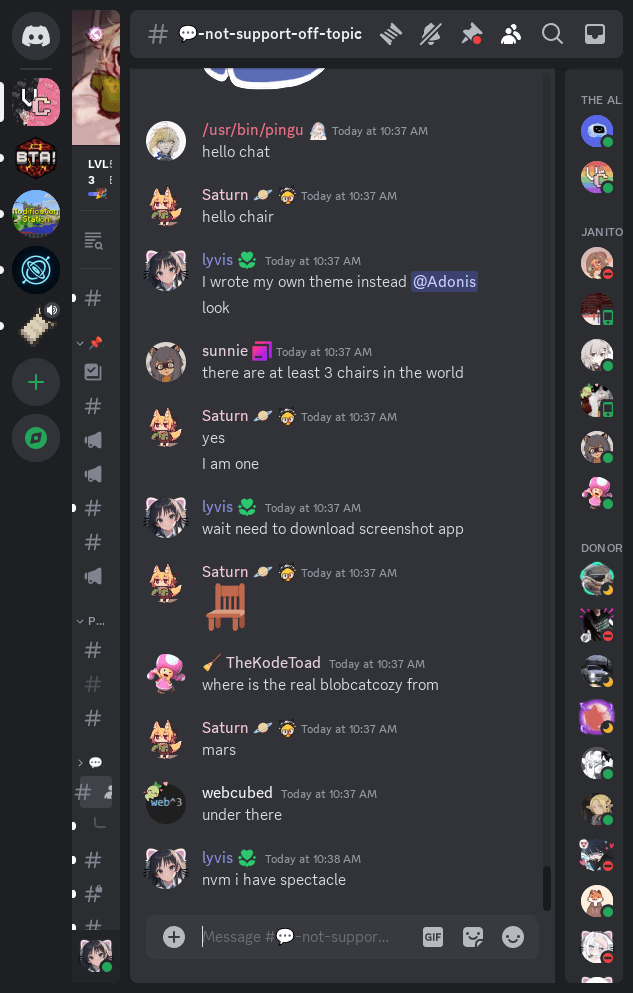 💬-not-support-off-topic
/usr/bin/pingu Today at 10:37 AM
hello chat
Saturn 🪐 Today at 10:37 AM
hello chair
lyvis Today at 10:37 AM
I wrote my own theme instead @Adonis
look
sunnie Today at 10:37 AM
there are at least 3 chairs in the world
Saturn 🪐 Today at 10:37 AM
yes
I am one
lyvis Today at 10:37 AM
wait need to download screenshot app
Saturn 🪐 Today at 10:37 AM
🪑
🧹 TheKodeToad Today at 10:37 AM
where is the real blobcatcozy from
Saturn 🪐 Today at 10:37 AM
mars
webcubed Today at 10:37 AM
web^3
under there
lyvis Today at 10:38 AM
nvm i have spectacle
Message #💬-not-suppor...
GIF
VC
BTA!
Modification
Station
LVL
3
📌
P...
💬
THE AL
JANITO
DONOR